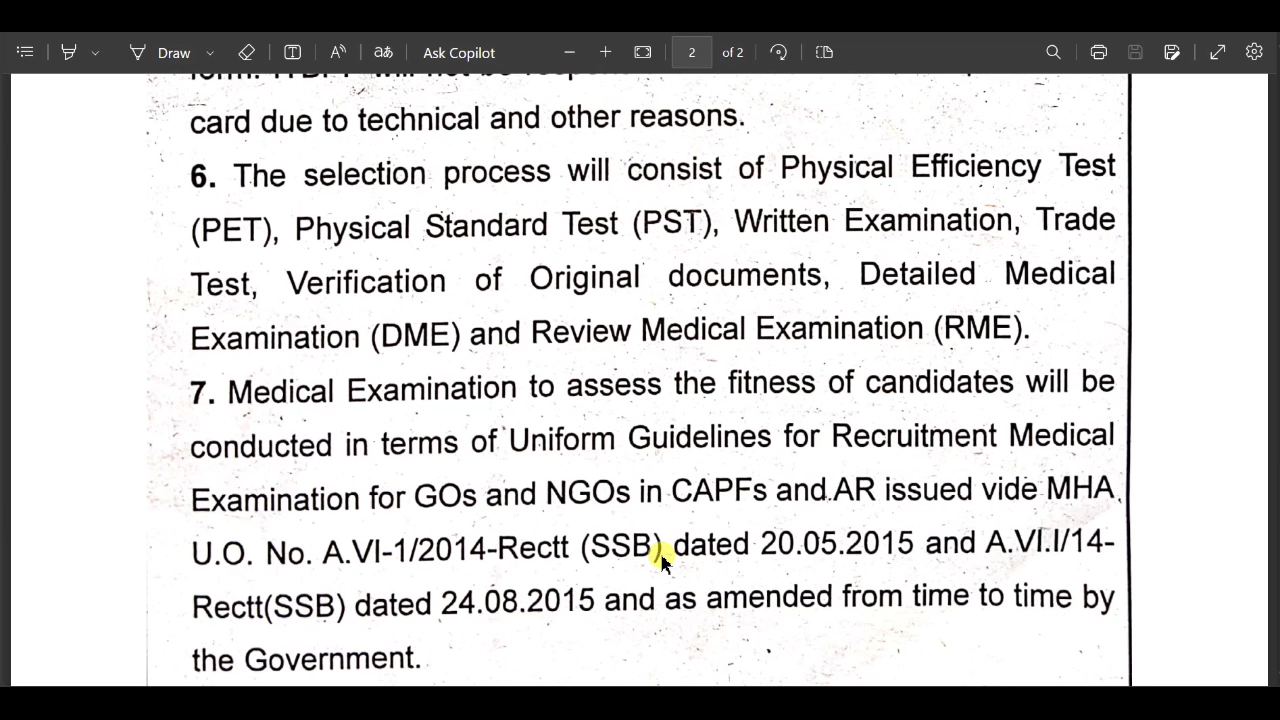 Draw
Ask Copilot
2 of 2
card due to technical and other reasons.
6. The selection process will consist of Physical Efficiency Test
(PET), Physical Standard Test (PST), Written Examination, Trade
Test, Verification of Original documents, Detailed Medical
Examination (DME) and Review Medical Examination (RME).
7. Medical Examination to assess the fitness of candidates will be
conducted in terms of Uniform Guidelines for Recruitment Medical
Examination for GOs and NGOs in CAPFs and AR issued vide MHA
U.O. No. A.VI-1/2014-Rectt (SSB) dated 20.05.2015 and A.VI.I/14-
Rectt(SSB) dated 24.08.2015 and as amended from time to time by
the Government.